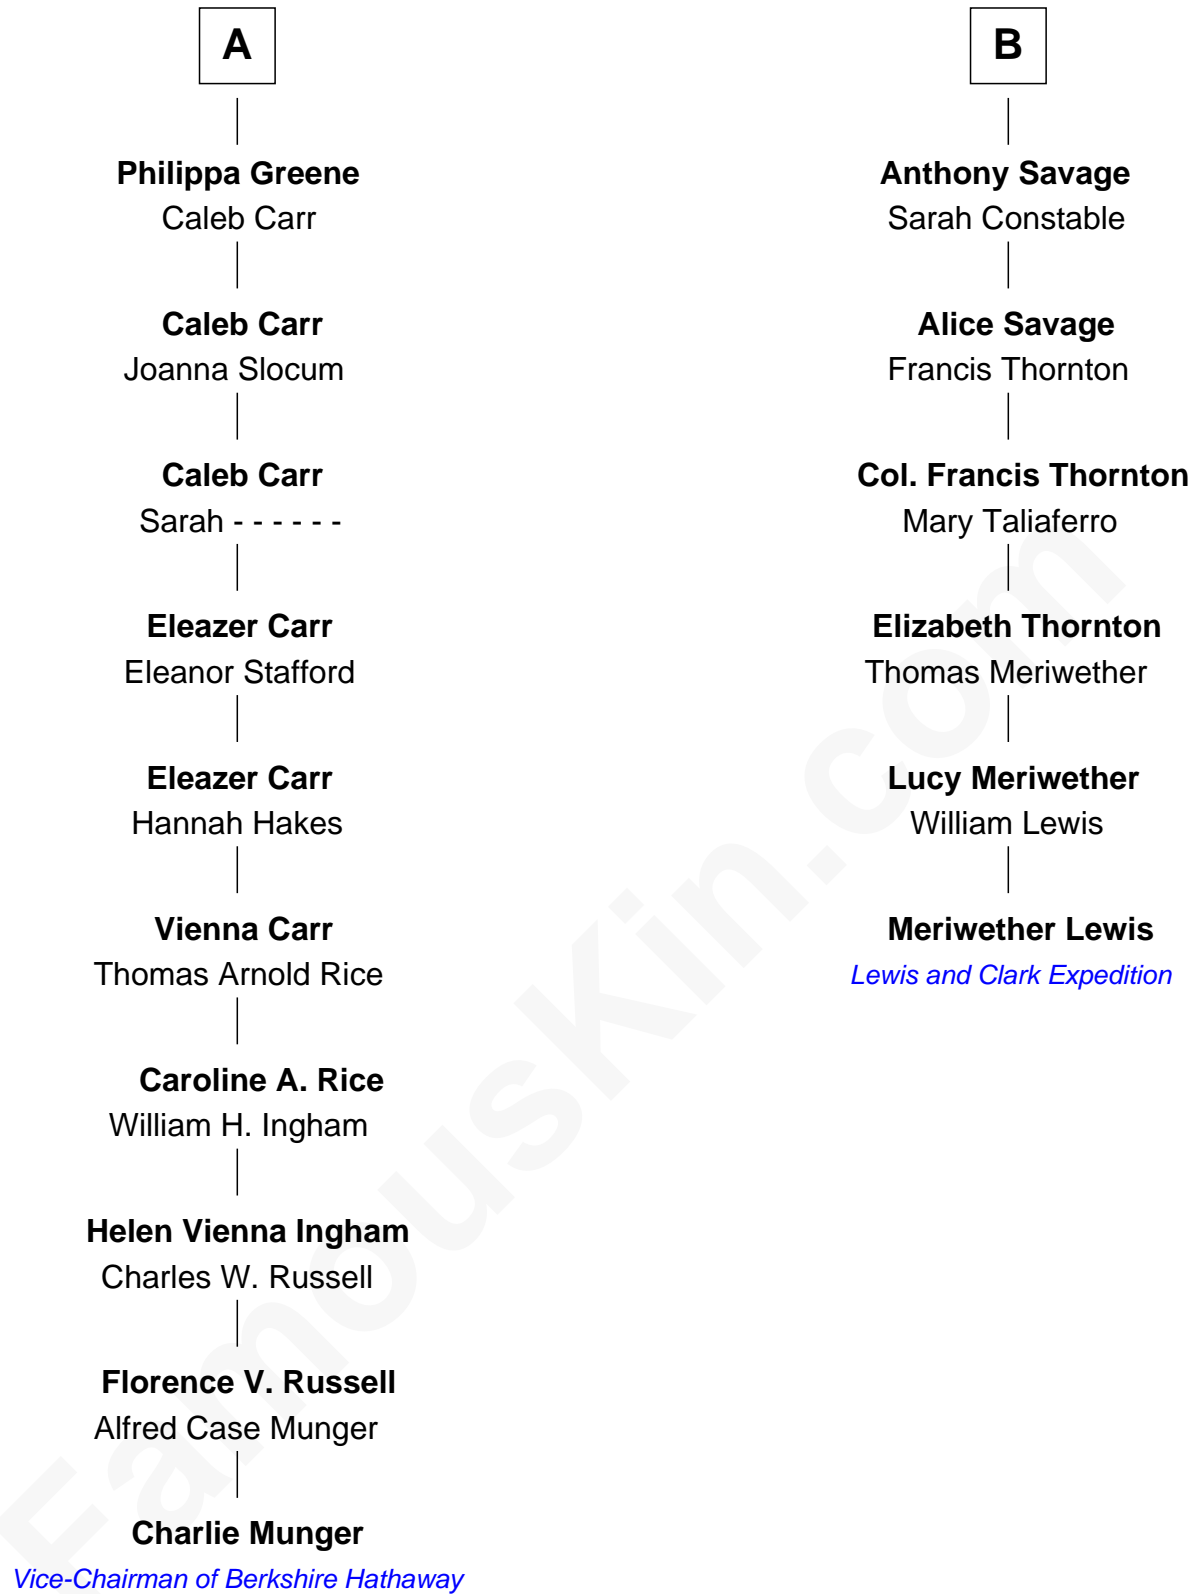 A
Philippa Greene
Caleb Carr
Caleb Carr
Joanna Slocum
Caleb Carr
Sarah - - - - - -
Eleazer Carr
Eleanor Stafford
Eleazer Carr
Hannah Hakes
Vienna Carr
Thomas Arnold Rice
Caroline A. Rice
William H. Ingham
Helen Vienna Ingham
Charles W. Russell
Florence V. Russell
Alfred Case Munger
Charlie Munger
Vice-Chairman of Berkshire Hathaway
B
Anthony Savage
Sarah Constable
Alice Savage
Francis Thornton
Col. Francis Thornton
Mary Taliaferro
Elizabeth Thornton
Thomas Meriwether
Lucy Meriwether
William Lewis
Meriwether Lewis
Lewis and Clark Expedition
FamousKin.com